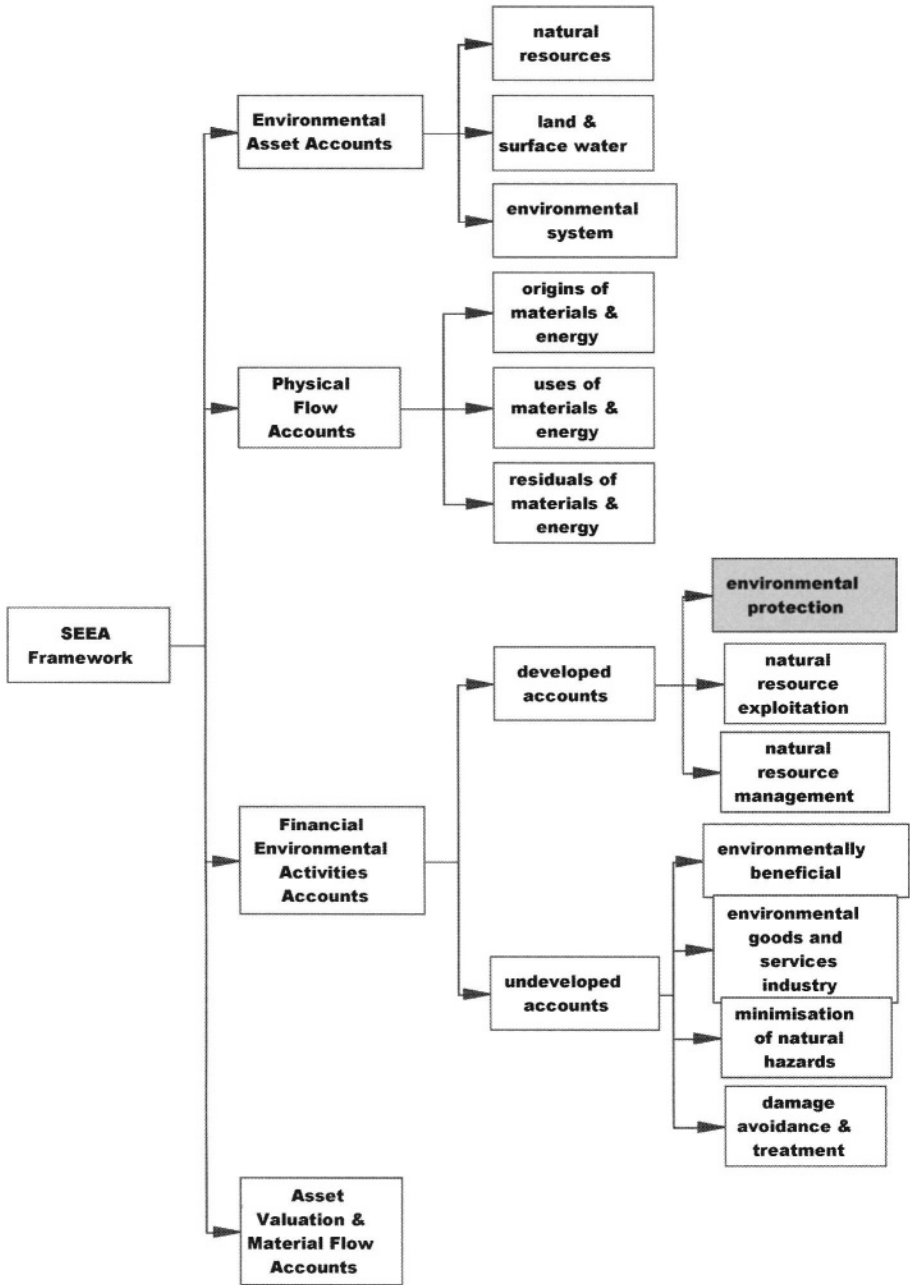 natural
resources
Environmental
Asset Accounts
land &
surface water
environmental
system
origins of
materials &
energy
Physical
Flow
Accounts
uses of
materials &
energy
residuals of
materials &
energy
environmental
protection
SEEA
Framework
developed
accounts
natural
resource
exploitation
natural
resource
management
Financial
Environmental
Activities
Accounts
environmentally
beneficial
environmental
goods and
services
industry
undeveloped
accounts
minimisation
of natural
hazards
damage
avoidance &
treatment
Asset
Valuation &
Material Flow
Accounts